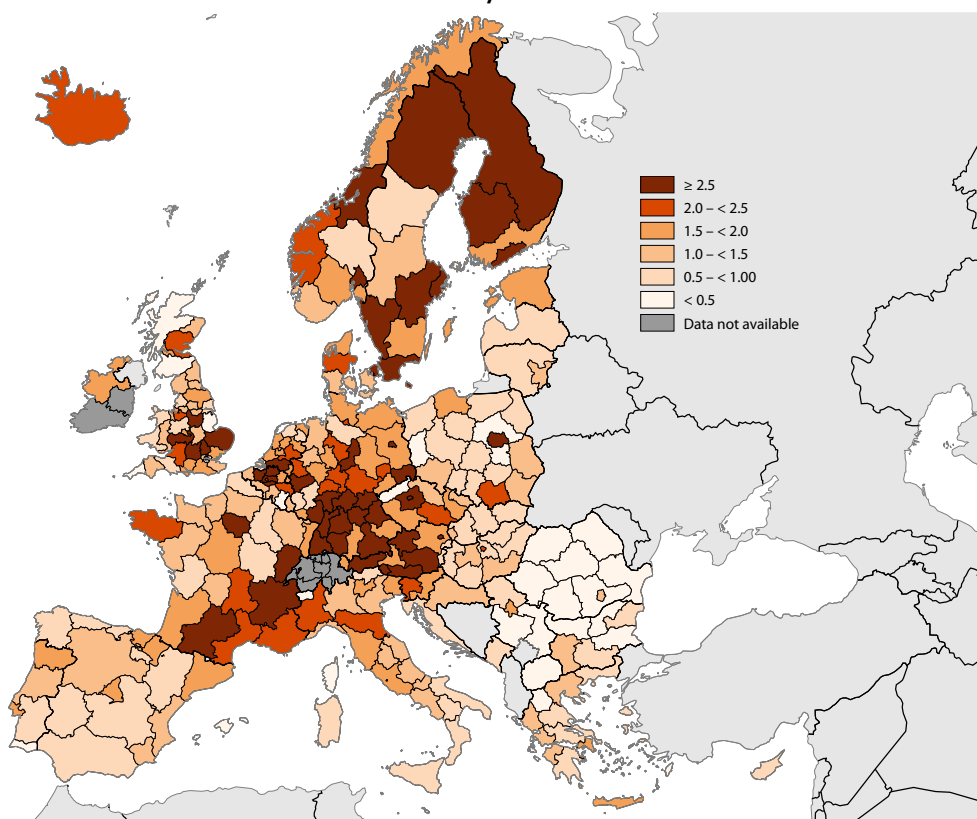 ≥ 2.5
2.0 – < 2.5
1.5 – < 2.0
1.0 – < 1.5
0.5 – < 1.00
< 0.5
Data not available